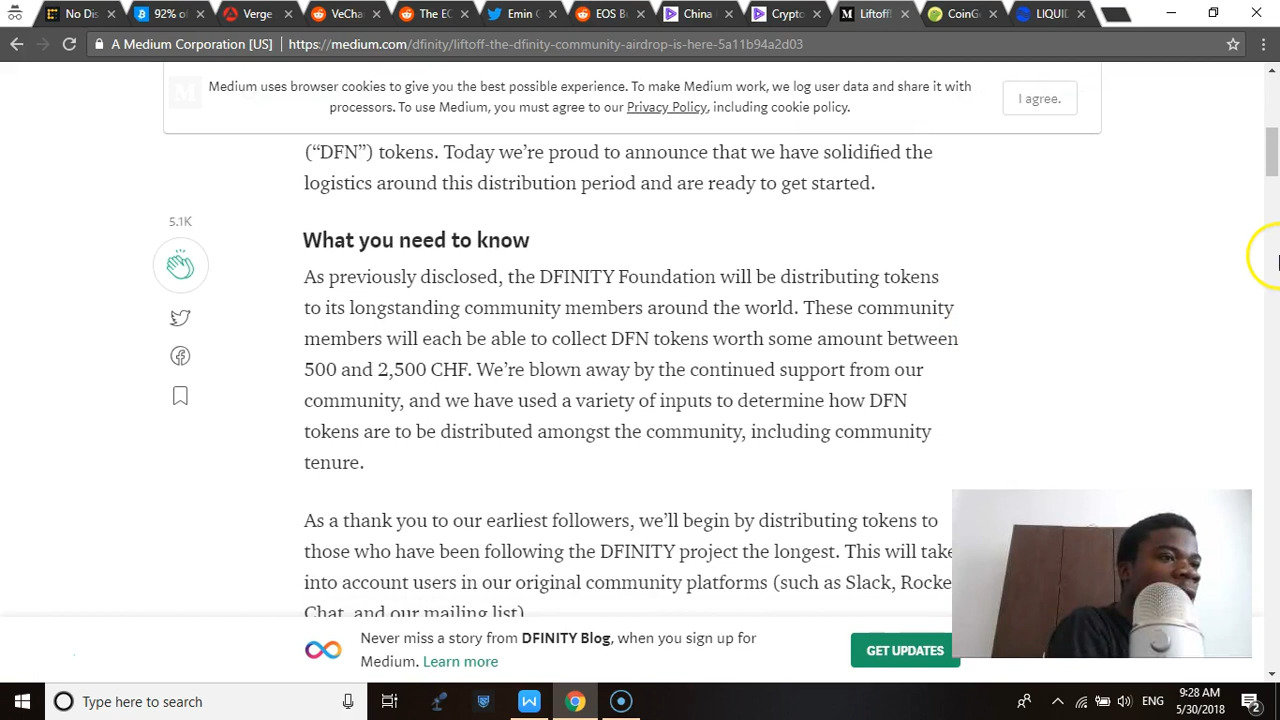 No Dis
92% of
Verge
VeCha
The EC
Emin G
EOS B
China
Crypto
Liftoff!
CoinG
LIQUID
A Medium Corporation [US] https://medium.com/dfinity/liftoff-the-dfinity-community-airdrop-is-here-5a11b94a2d03
Medium uses browser cookies to give you the best possible experience. To make Medium work, we log user data and share it with
processors. To use Medium, you must agree to our Privacy Policy, including cookie policy.
I agree.
(“DFN”) tokens. Today we’re proud to announce that we have solidified the
logistics around this distribution period and are ready to get started.
5.1K
What you need to know
As previously disclosed, the DFINITY Foundation will be distributing tokens
to its longstanding community members around the world. These community
members will each be able to collect DFN tokens worth some amount between
500 and 2,500 CHF. We’re blown away by the continued support from our
community, and we have used a variety of inputs to determine how DFN
tokens are to be distributed amongst the community, including community
tenure.
As a thank you to our earliest followers, we’ll begin by distributing tokens to
those who have been following the DFINITY project the longest. This will take
into account users in our original community platforms (such as Slack, Rocke
Chat, and our mailing list)
Never miss a story from DFINITY Blog, when you sign up for
Medium. Learn more
GET UPDATES
Type here to search
ENG
9:28 AM
5/30/2018
2